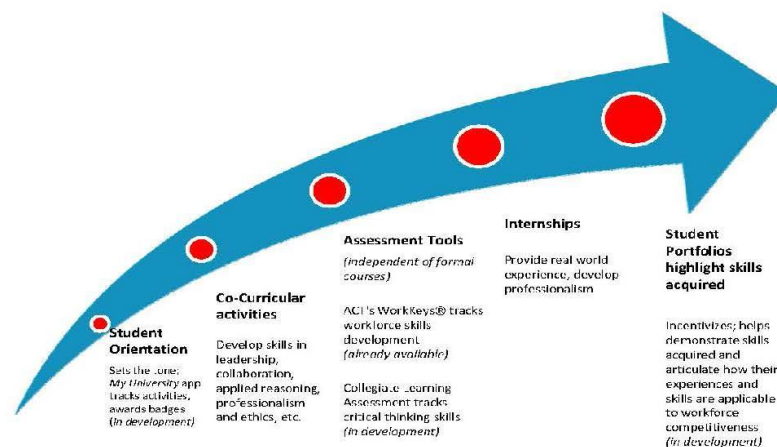 Student
Orientation
Sets the tone;
My University app
tracks activities,
awards badges
(in development)
Co-Curricular
activities
Develop skills in
leadership,
collaboration,
applied reasoning,
professionalism
and ethics, etc.
Assessment Tools
(independent of formal
courses)
ACT's WorkKeys® tracks
workforce skills
development
(already available)
Collegiate Learning
Assessment tracks
critical thinking skills
(in development)
Internships
Provide real world
experience, develop
professionalism
Student
Portfolios
highlight skills
acquired
Incentivizes; helps
demonstrate skills
acquired and
articulate how their
experiences and
skills are applicable
to workforce
competitiveness
(in development)